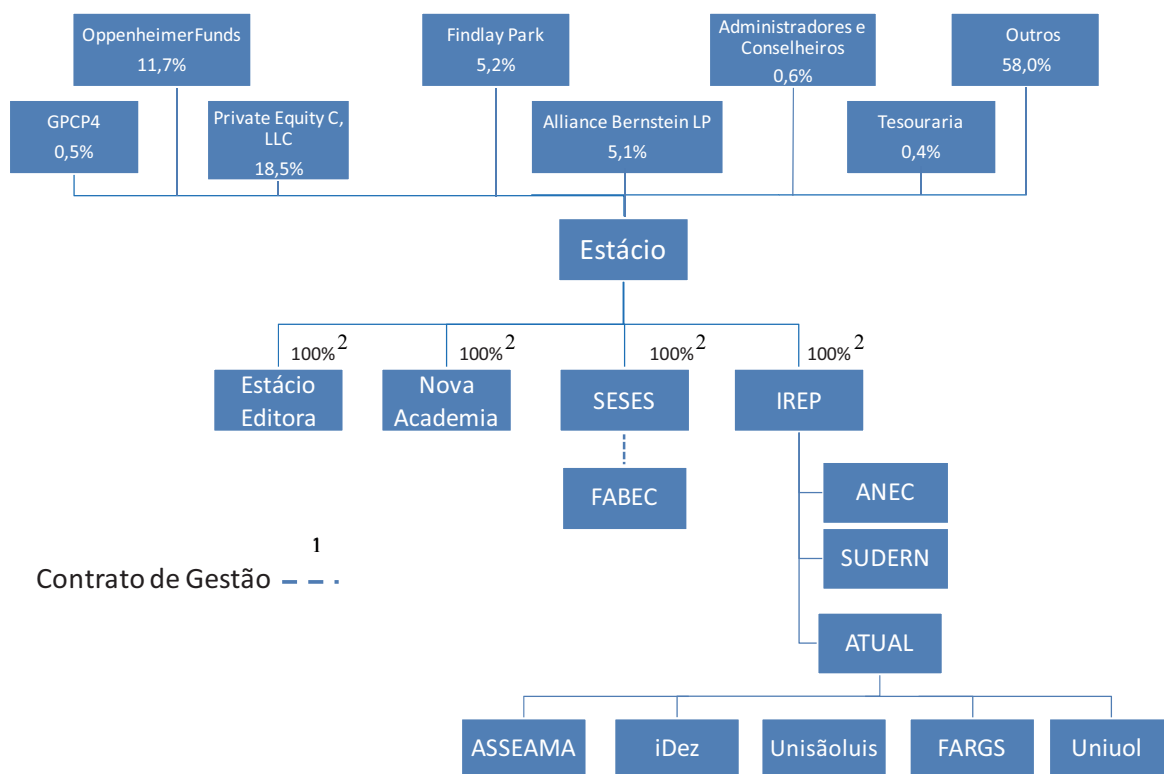 OppenheimerFunds
11,7%
Findlay Park
5,2%
Administradores e
Conselheiros
0,6%
Outros
58,0%
GPCP4
0,5%
Private Equity C,
LLC
18,5%
Alliance Bernstein LP
5,1%
Tesouraria
0,4%
Estácio
100%2
100%2
100%2
100%2
Estácio
Editora
Nova
Academia
SESES
IREP
FABEC
ANEC
SUDERN
1
Contrato de Gestão
ATUAL
ASSEAMA
iDez
Unisãoluis
FARGS
Uniuol